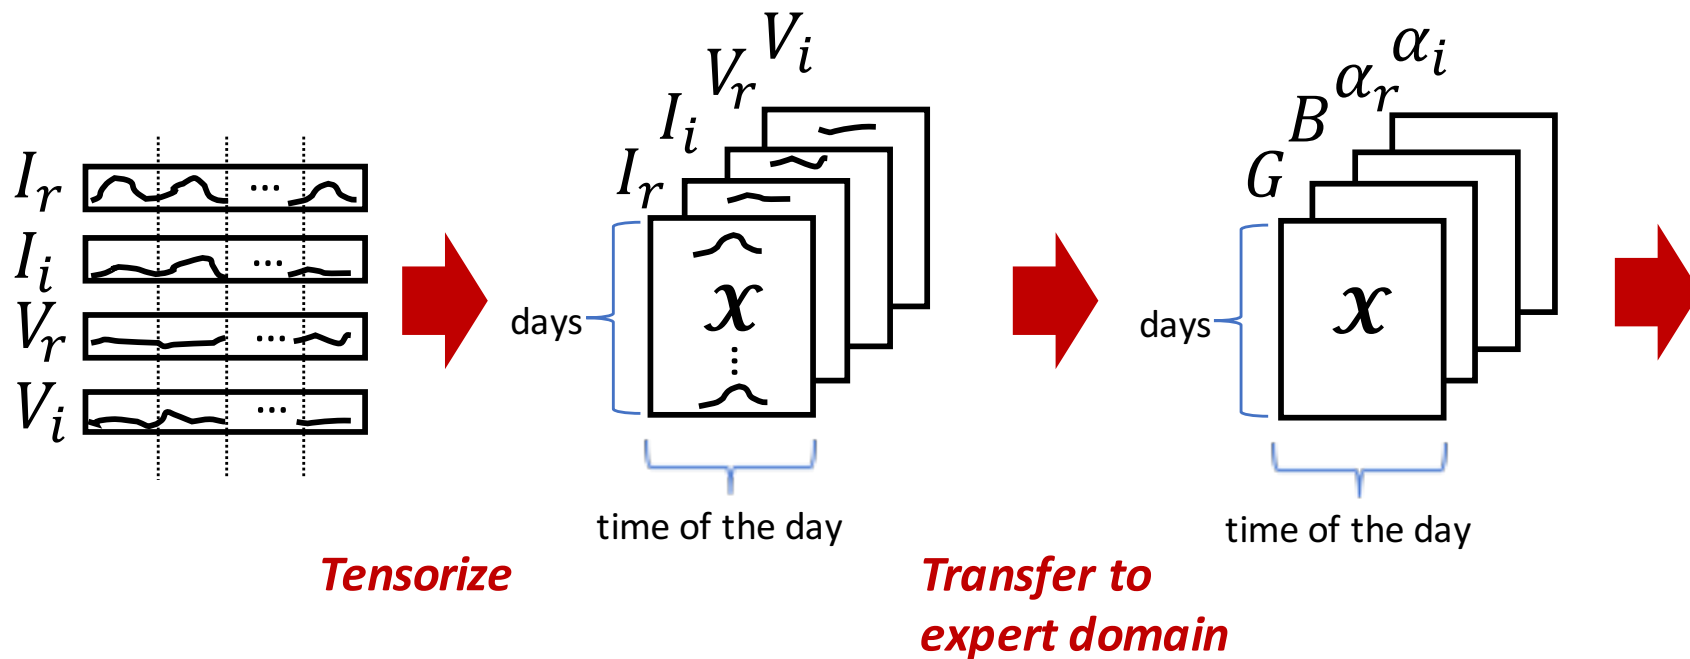 I_r
I_i
V_r
V_i
...
...
...
...
Tensorize
I_r
I_i
V_r
V_i
days
x
⋮
time of the day
Transfer to
expert domain
G
B
α_r
α_i
days
x
time of the day